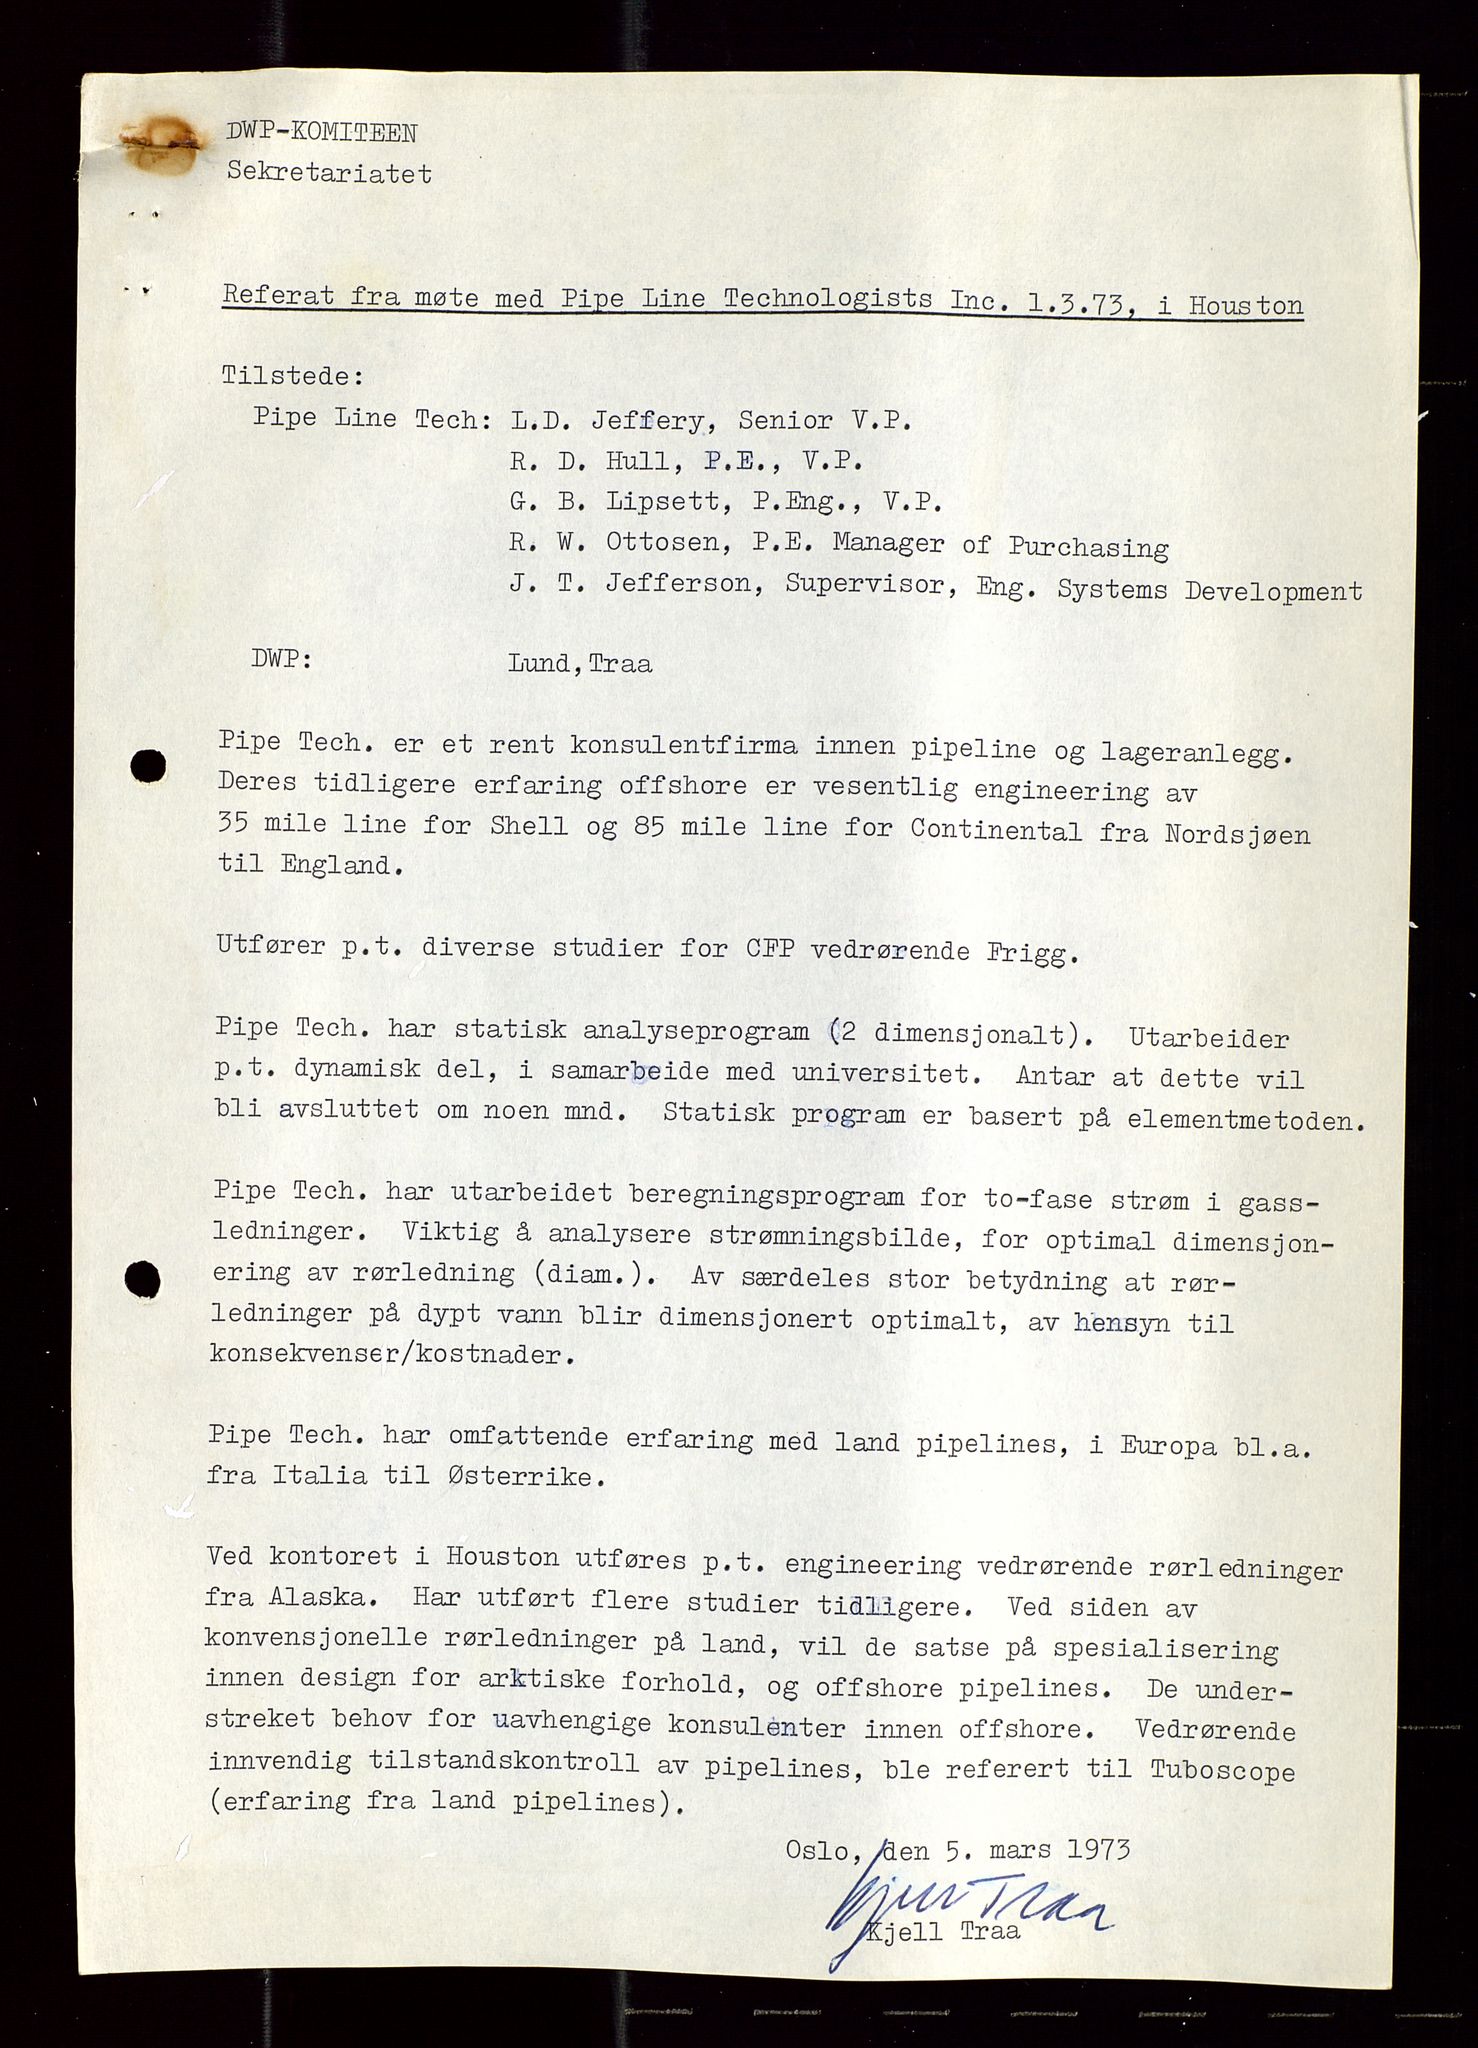 DWP-KOMITEEN
Sekretariatet
Referat fra møte med Pipe Line Technologists Inc. 1.3.73, i Houston
Tilstede:
Pipe Line Tech: L.D. Jeffery, Senior V.P.
R. D. Hull, P.E., V.P.
G. B. Lipsett, P.Eng., V.P.
R. W. Ottosen, P.E. Manager of Purchasing
J. T. Jefferson, Supervisor, Eng. Systems Development
DWP: Lund, Traa
Pipe Tech. er et rent konsulentfirma innen pipeline og lageranlegg.
Deres tidligere erfaring offshore er vesentlig engineering av
35 mile line for Shell og 85 mile line for Continental fra Nordsjøen
til England.
Utfører p.t. diverse studier for CFP vedrørende Frigg.
Pipe Tech. har statisk analyseprogram (2 dimensjonalt). Utarbeider
p.t. dynamisk del, i samarbeide med universitet. Antar at dette vil
bli avsluttet om noen mnd. Statisk program er basert på elementmetoden.
Pipe Tech. har utarbeidet beregningsprogram for to-fase strøm i gass-
ledninger. Viktig å analysere strømningsbilde, for optimal dimensjon-
ering av rørledning (diam.). Av særdeles stor betydning at rør-
ledninger på dypt vann blir dimensjonert optimalt, av hensyn til
konsekvenser/kostnader.
Pipe Tech. har omfattende erfaring med land pipelines, i Europa bl.a.
fra Italia til Østerrike.
Ved kontoret i Houston utføres p.t. engineering vedrørende rørledninger
fra Alaska. Har utført flere studier tidligere. Ved siden av
konvensjonelle rørledninger på land, vil de satse på spesialisering
innen design for arktiske forhold, og offshore pipelines. De under-
streket behov for uavhengige konsulenter innen offshore. Vedrørende
innvendig tilstandskontroll av pipelines, ble referert til Tuboscope
(erfaring fra land pipelines).
Oslo, den 5. mars 1973
Kjell Traa
Kjell Traa